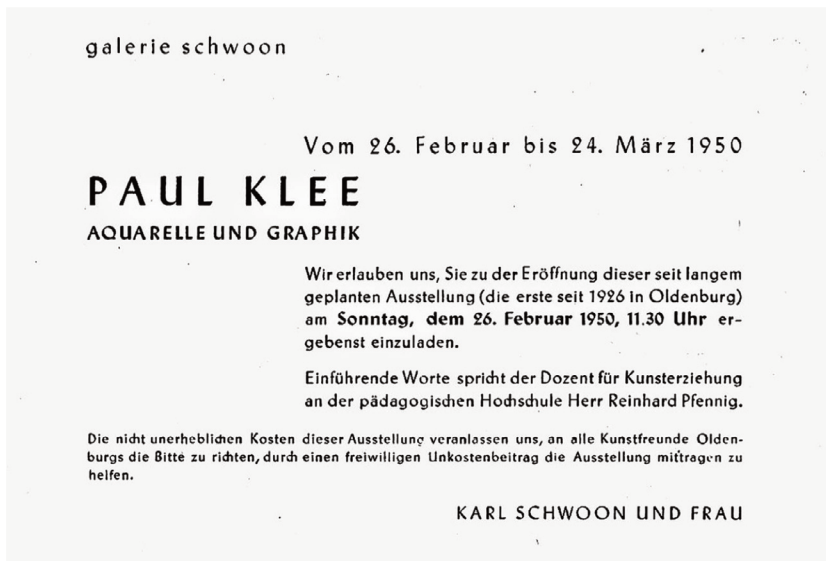 galerie schwoon
Vom 26. Februar bis 24. März 1950
PAUL KLEE
AQUARELLE UND GRAPHIK
Wir erlauben uns, Sie zu der Eröffnung dieser seit langem
geplanten Ausstellung (die erste seit 1926 in Oldenburg)
am Sonntag, dem 26. Februar 1950, 11.30 Uhr er-
gebenst einzuladen.
Einführende Worte spricht der Dozent für Kunsterziehung
an der pädagogischen Hochschule Herr Reinhard Pfennig.
Die nicht unerheblichen Kosten dieser Ausstellung veranlassen uns, an alle Kunstfreunde Olden-
burgs die Bitte zu richten, durch einen freiwilligen Unkostenbeitrag die Ausstellung mittragen zu
helfen.
KARL SCHWOON UND FRAU